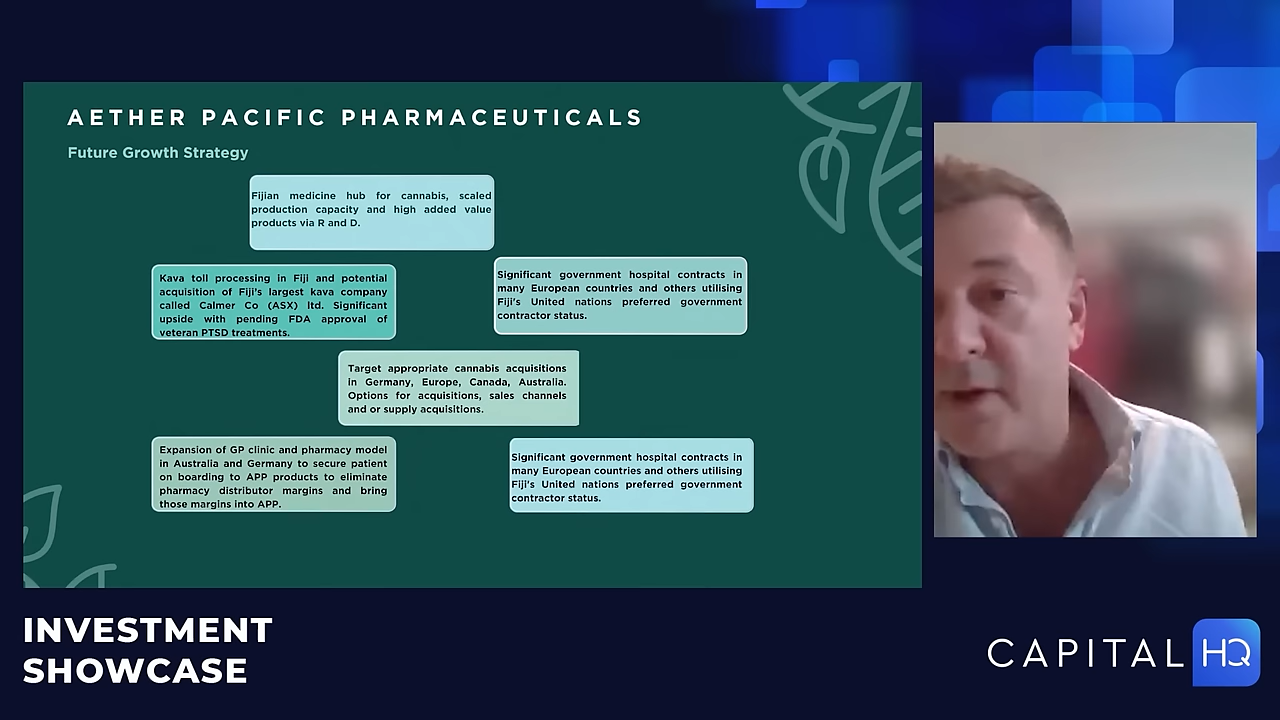 AETHER PACIFIC PHARMACEUTICALS
Future Growth Strategy
Fijian medicine hub for cannabis, scaled
production capacity and high added value
products via R and D.
Kava toll processing in Fiji and potential
acquisition of Fiji's largest kava company
called Calmer Co (ASX) ltd. Significant
upside with pending FDA approval of
veteran PTSD treatments.
Significant government hospital contracts in
many European countries and others utilising
Fiji's United nations preferred government
contractor status.
Target appropriate cannabis acquisitions
in Germany, Europe, Canada, Australia.
Options for acquisitions, sales channels
and or supply acquisitions.
Expansion of GP clinic and pharmacy model
in Australia and Germany to secure patient
on boarding to APP products to eliminate
pharmacy distributor margins and bring
those margins into APP.
Significant government hospital contracts in
many European countries and others utilising
Fiji's United nations preferred government
contractor status.
INVESTMENT
SHOWCASE
CAPITAL HQ